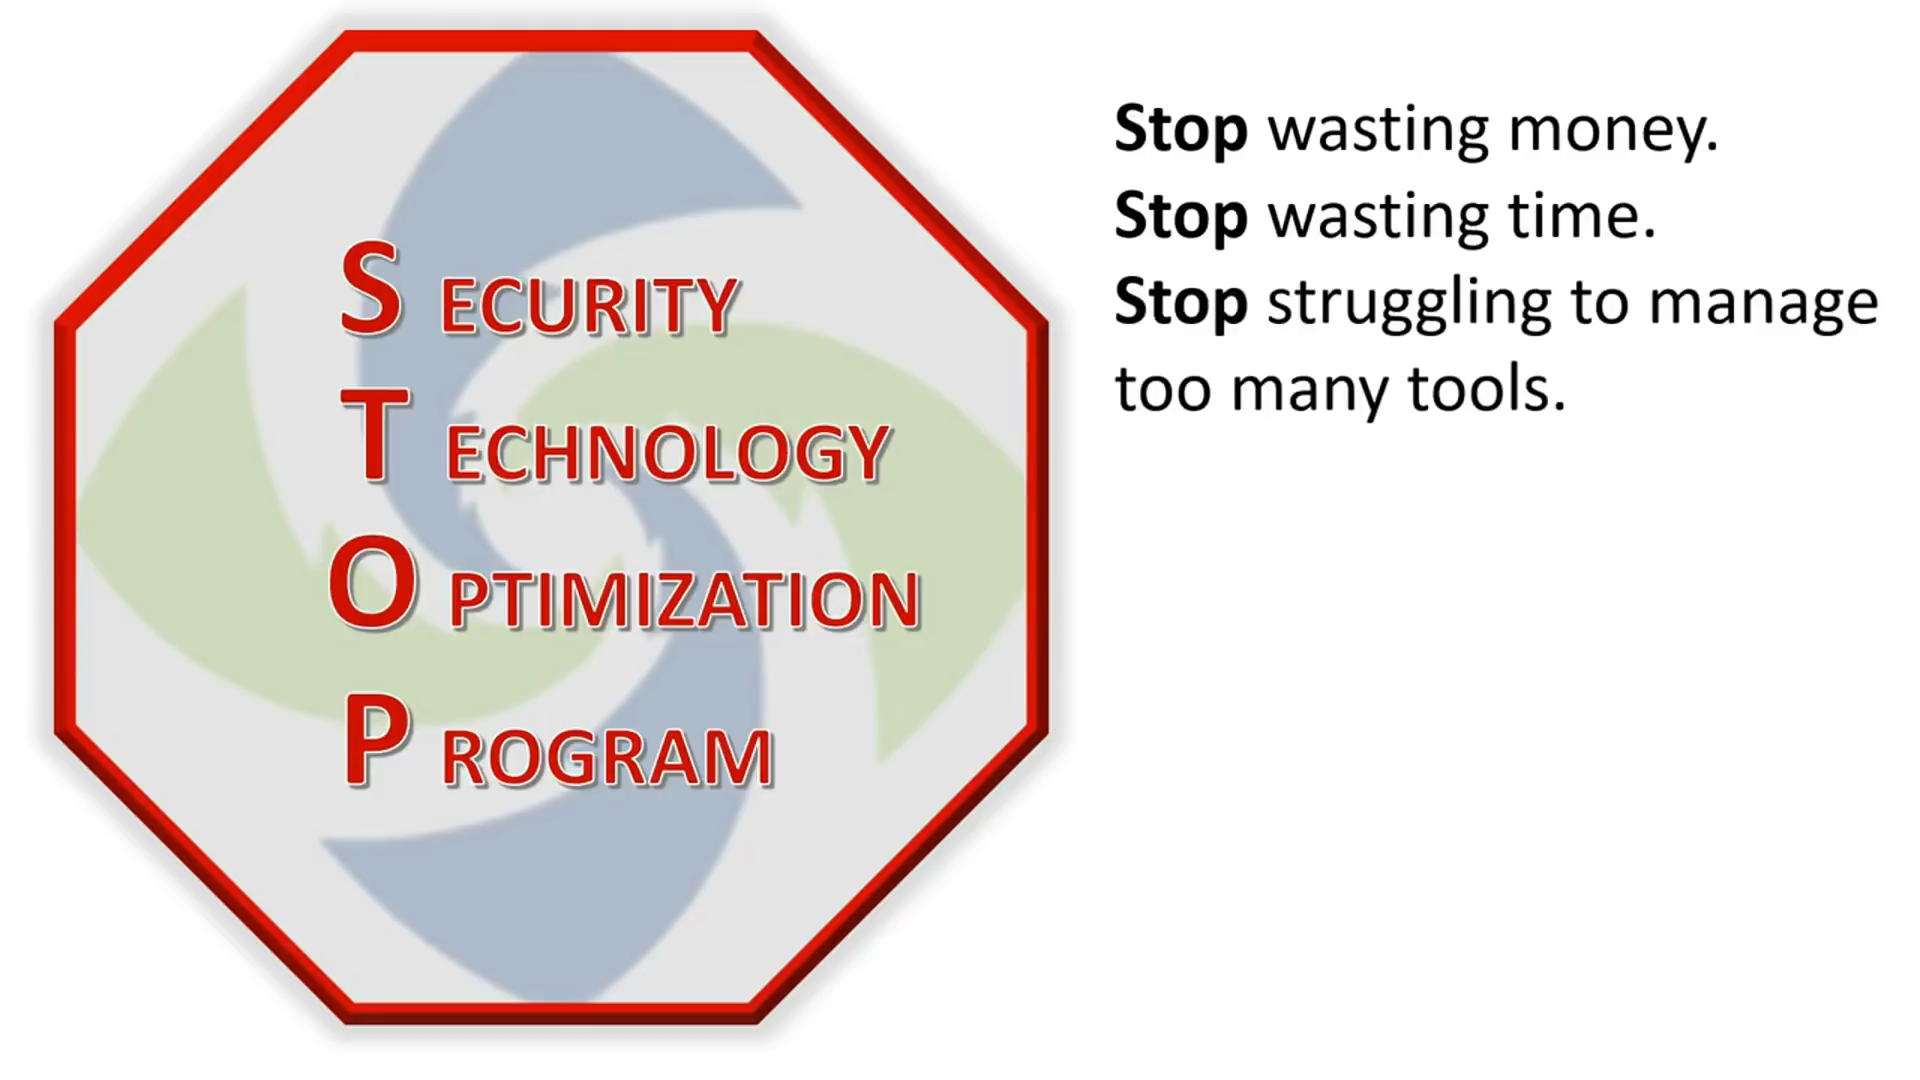 SECURITY
TECHNOLOGY
OPTIMIZATION
PROGRAM
Stop wasting money.
Stop wasting time.
Stop struggling to manage
too many tools.